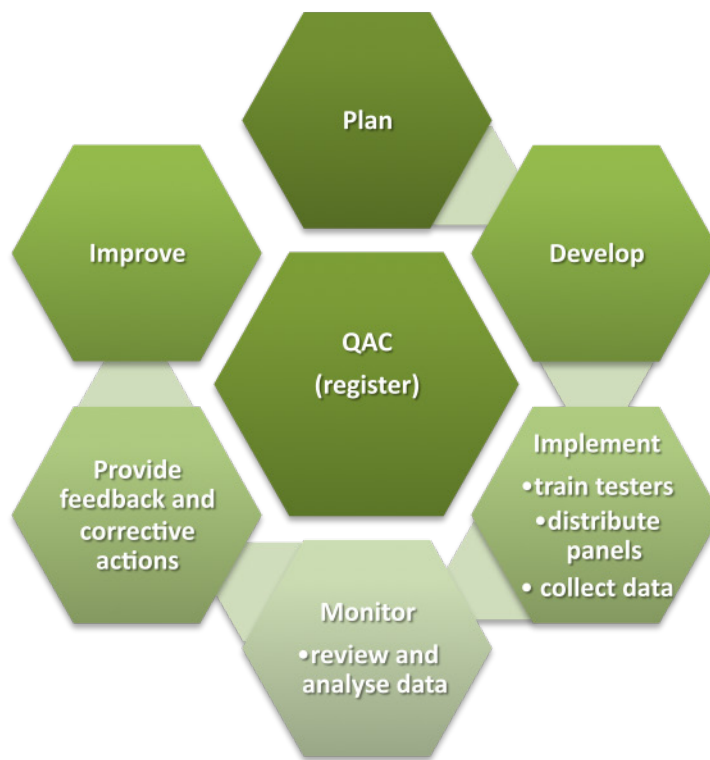 Plan
Develop
Implement
•train testers
•distribute
panels
• collect data
Monitor
•review and
analyse data
Provide
feedback and
corrective
actions
Improve
QAC
(register)